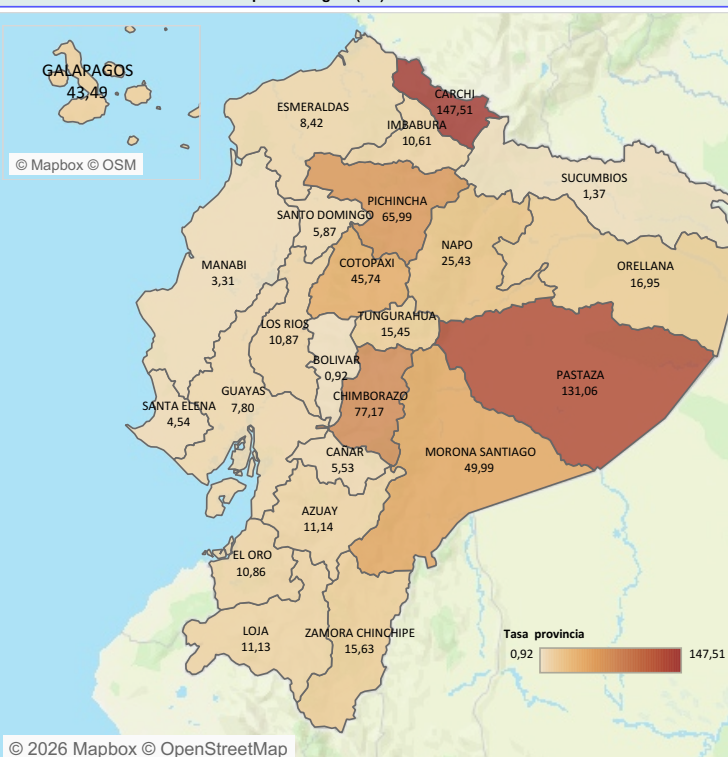 GALAPAGOS
43,49
© Mapbox © OSM
CARCHI
147,51
ESMERALDAS
8,42
IMBABURA
10,61
SUCUMBIOS
1,37
PICHINCHA
65,99
SANTO DOMINGO
5,87
NAPO
25,43
MANABI
3,31
COTOPAXI
45,74
ORELLANA
16,95
TUNGURAHUA
15,45
LOS RIOS
10,87
BOLIVAR
0,92
PASTAZA
131,06
GUAYAS
7,80
CHIMBORAZO
77,17
SANTA ELENA
4,54
CAÑAR
5,53
MORONA SANTIAGO
49,99
AZUAY
11,14
EL ORO
10,86
LOJA
11,13
ZAMORA CHINCHIPE
15,63
Tasa provincia
0,92 147,51
© 2026 Mapbox © OpenStreetMap